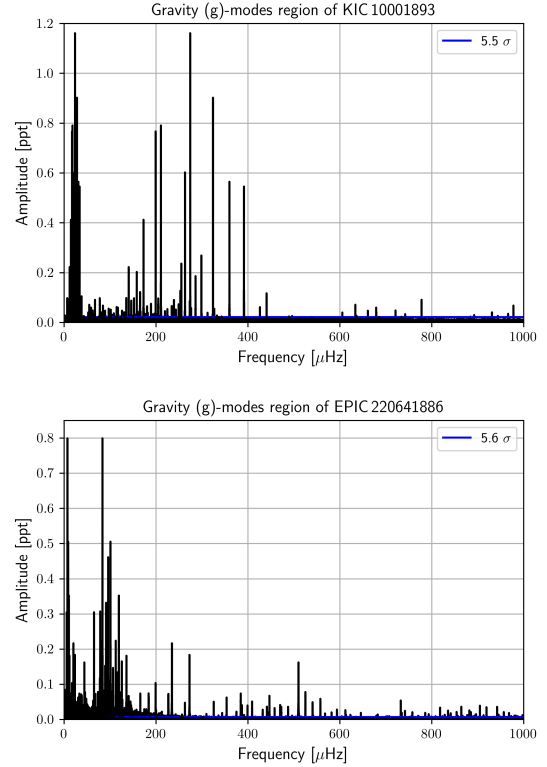 Gravity (g)-modes region of KIC 10001893
1.2
1.0
0.8
0.6
0.4
0.2
0.0
Amplitude [ppt]
5.5 σ
0 200 400 600 800 1000
Frequency [μHz]
Gravity (g)-modes region of EPIC 220641886
0.8
0.7
0.6
0.5
0.4
0.3
0.2
0.1
0.0
Amplitude [ppt]
5.6 σ
0 200 400 600 800 1000
Frequency [μHz]